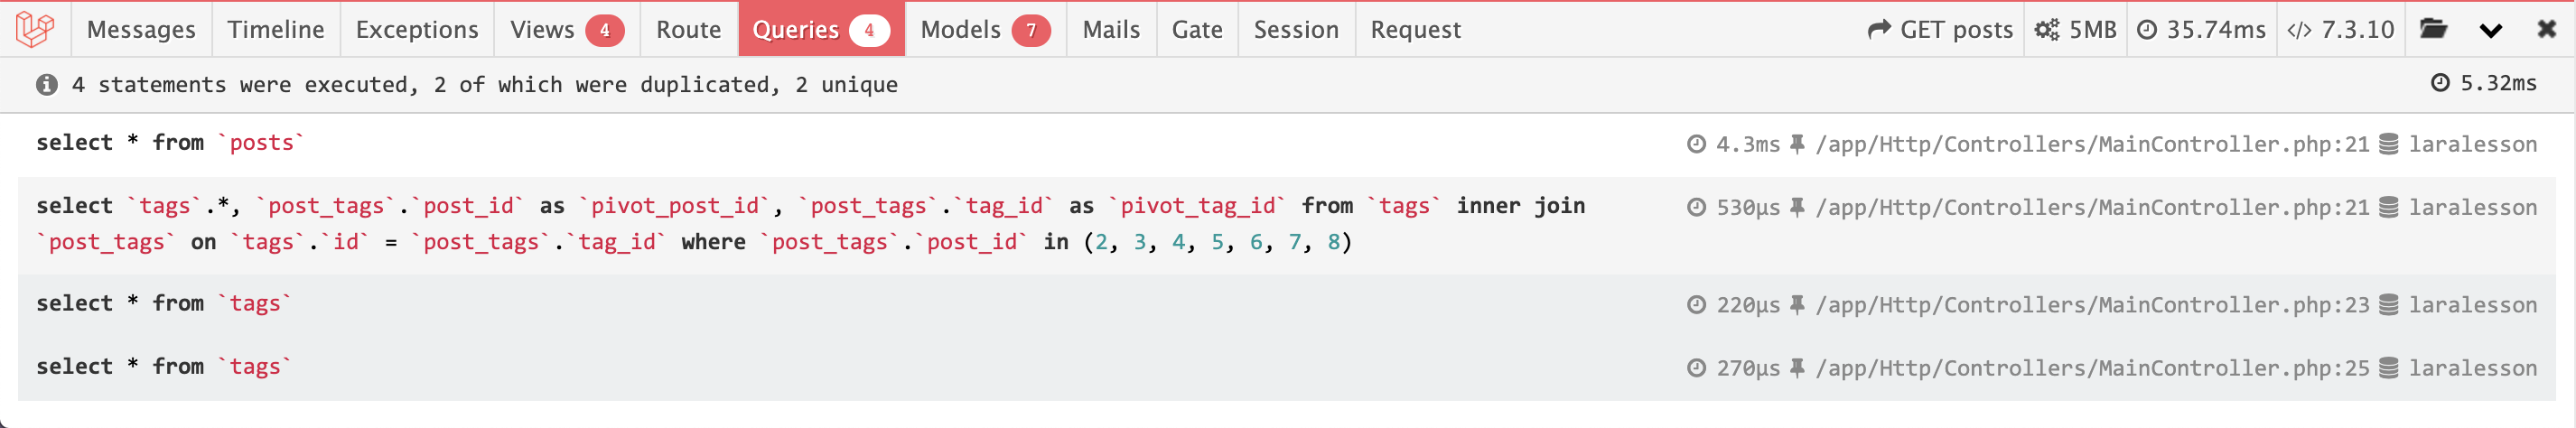 Messages Timeline Exceptions Views 4 Route Queries 4 Models 7 Mails Gate Session Request GET posts 5MB 35.74ms </> 7.3.10
4 statements were executed, 2 of which were duplicated, 2 unique 5.32ms
select * from `posts` 4.3ms /app/Http/Controllers/MainController.php:21 laralesson
select `tags`.*, `post_tags`.`post_id` as `pivot_post_id`, `post_tags`.`tag_id` as `pivot_tag_id` from `tags` inner join 530μs /app/Http/Controllers/MainController.php:21 laralesson
`post_tags` on `tags`.`id` = `post_tags`.`tag_id` where `post_tags`.`post_id` in (2, 3, 4, 5, 6, 7, 8)
select * from `tags` 220μs /app/Http/Controllers/MainController.php:23 laralesson
select * from `tags` 270μs /app/Http/Controllers/MainController.php:25 laralesson